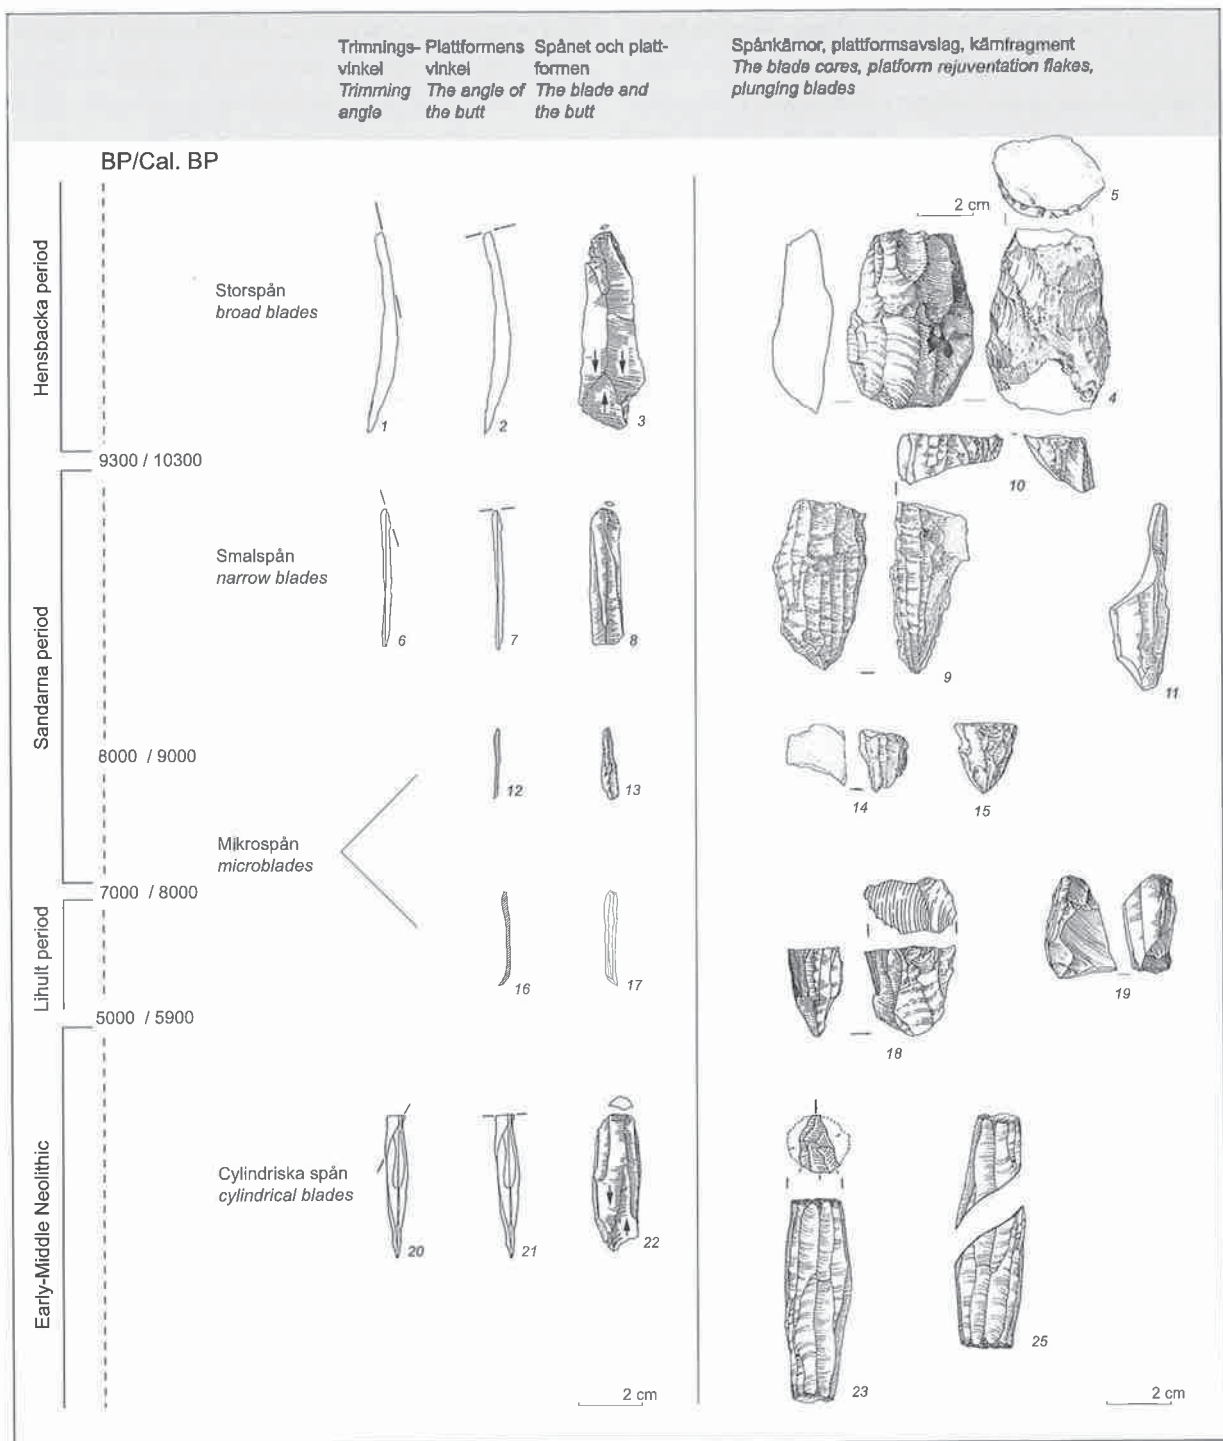 Trimnings-
vinkel
Trimming
angle
Plattformens
vinkel
The angle of
the butt
Spånet och platt-
formen
The blade and
the butt
Spånkärnor, plattformsavslag, kärnfragment
The blade cores, platform rejuventation flakes,
plunging blades
BP/Cal. BP
Hensbacka period
Storspån
broad blades
1
2
3
2 cm
5
4
9300 / 10300
10
Sandarna period
Smalspån
narrow blades
6
7
8
9
11
8000 / 9000
12
13
14
15
Mikrospån
microblades
7000 / 8000
Lihult period
16
17
18
19
5000 / 5900
Early-Middle Neolithic
Cylindriska spån
cylindrical blades
20
21
22
23
25
2 cm
2 cm